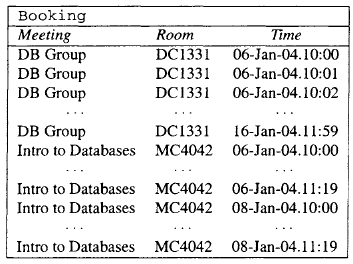 Booking
Meeting Room Time
DB Group DC1331 06-Jan-04.10:00
DB Group DC1331 06-Jan-04.10:01
DB Group DC1331 06-Jan-04.10:02
... ... ...
DB Group DC1331 16-Jan-04.11:59
Intro to Databases MC4042 06-Jan-04.10:00
... ... ...
Intro to Databases MC4042 06-Jan-04.11:19
Intro to Databases MC4042 08-Jan-04.10:00
... ... ...
Intro to Databases MC4042 08-Jan-04.11:19